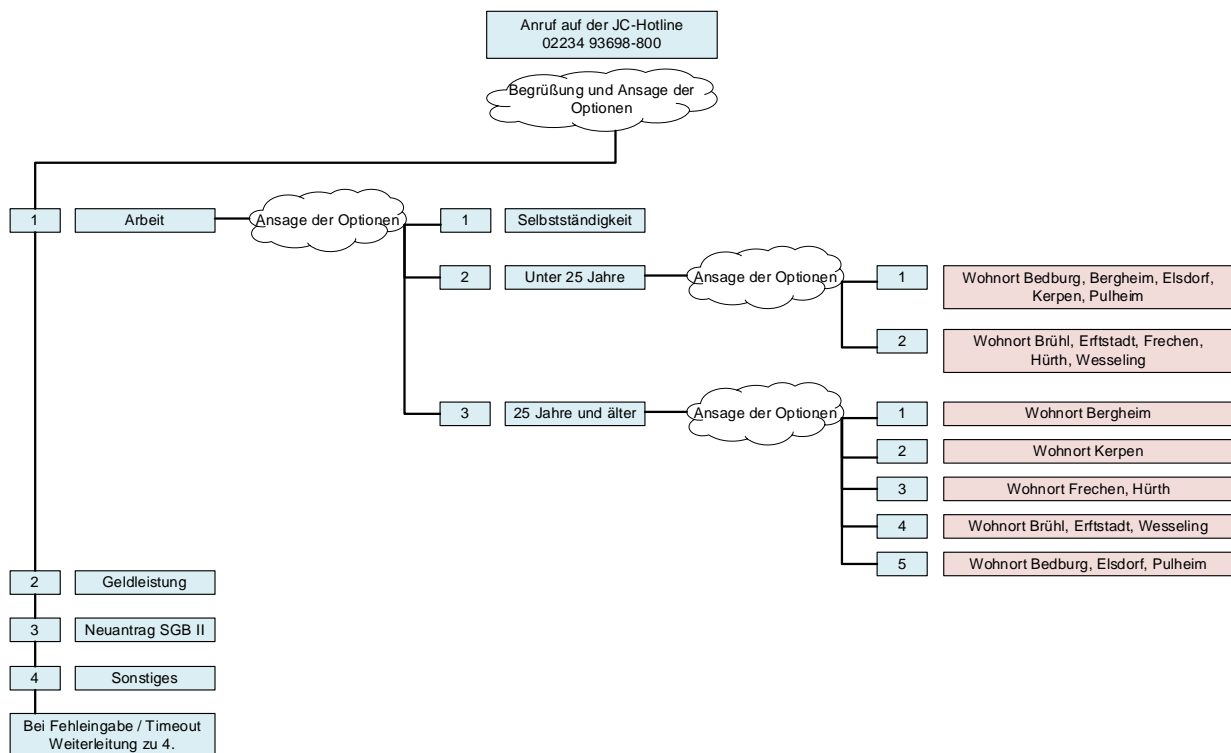 Anruf auf der JC-Hotline
02234 93698-800
Begrüßung und Ansage der
Optionen
1
Arbeit
Ansage der Optionen
1
Selbstständigkeit
2
Unter 25 Jahre
Ansage der Optionen
1
Wohnort Bedburg, Bergheim, Elsdorf,
Kerpen, Pulheim
2
Wohnort Brühl, Erftstadt, Frechen,
Hürth, Wesseling
3
25 Jahre und älter
Ansage der Optionen
1
Wohnort Bergheim
2
Wohnort Kerpen
3
Wohnort Frechen, Hürth
4
Wohnort Brühl, Erftstadt, Wesseling
5
Wohnort Bedburg, Elsdorf, Pulheim
2
Geldleistung
3
Neuantrag SGB II
4
Sonstiges
Bei Fehleingabe / Timeout
Weiterleitung zu 4.